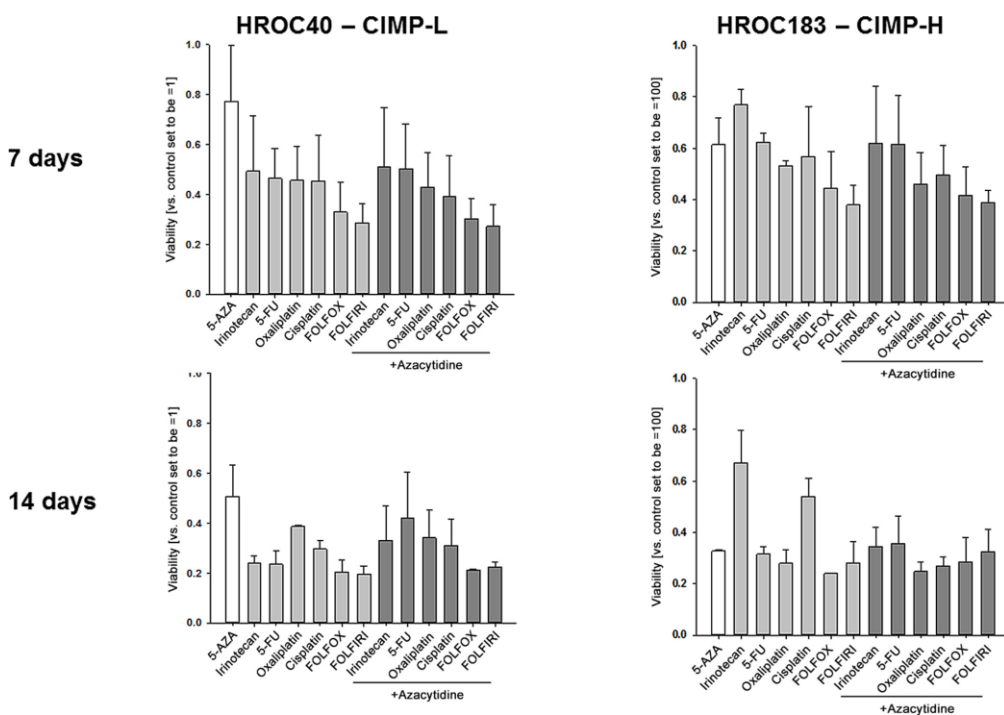 HROC40 – CIMP-L
HROC183 – CIMP-H
7 days
Viability [vs. control set to be =1]
1.0
0.8
0.6
0.4
0.2
0.0
5-AZA
Irinotecan
5-FU
Oxaliplatin
Cisplatin
FOLFOX
FOLFIRI
Irinotecan
5-FU
Oxaliplatin
Cisplatin
FOLFOX
FOLFIRI
+Azacytidine
Viability [vs. control set to be =100]
1.0
0.8
0.6
0.4
0.2
0.0
5-AZA
Irinotecan
5-FU
Oxaliplatin
Cisplatin
FOLFOX
FOLFIRI
Irinotecan
5-FU
Oxaliplatin
Cisplatin
FOLFOX
FOLFIRI
+Azacytidine
14 days
Viability [vs. control set to be =1]
1.0
0.8
0.6
0.4
0.2
0.0
5-AZA
Irinotecan
5-FU
Oxaliplatin
Cisplatin
FOLFOX
FOLFIRI
Irinotecan
5-FU
Oxaliplatin
Cisplatin
FOLFOX
FOLFIRI
+Azacytidine
Viability [vs. control set to be =100]
1.0
0.8
0.6
0.4
0.2
0.0
5-AZA
Irinotecan
5-FU
Oxaliplatin
Cisplatin
FOLFOX
FOLFIRI
Irinotecan
5-FU
Oxaliplatin
Cisplatin
FOLFOX
FOLFIRI
+Azacytidine